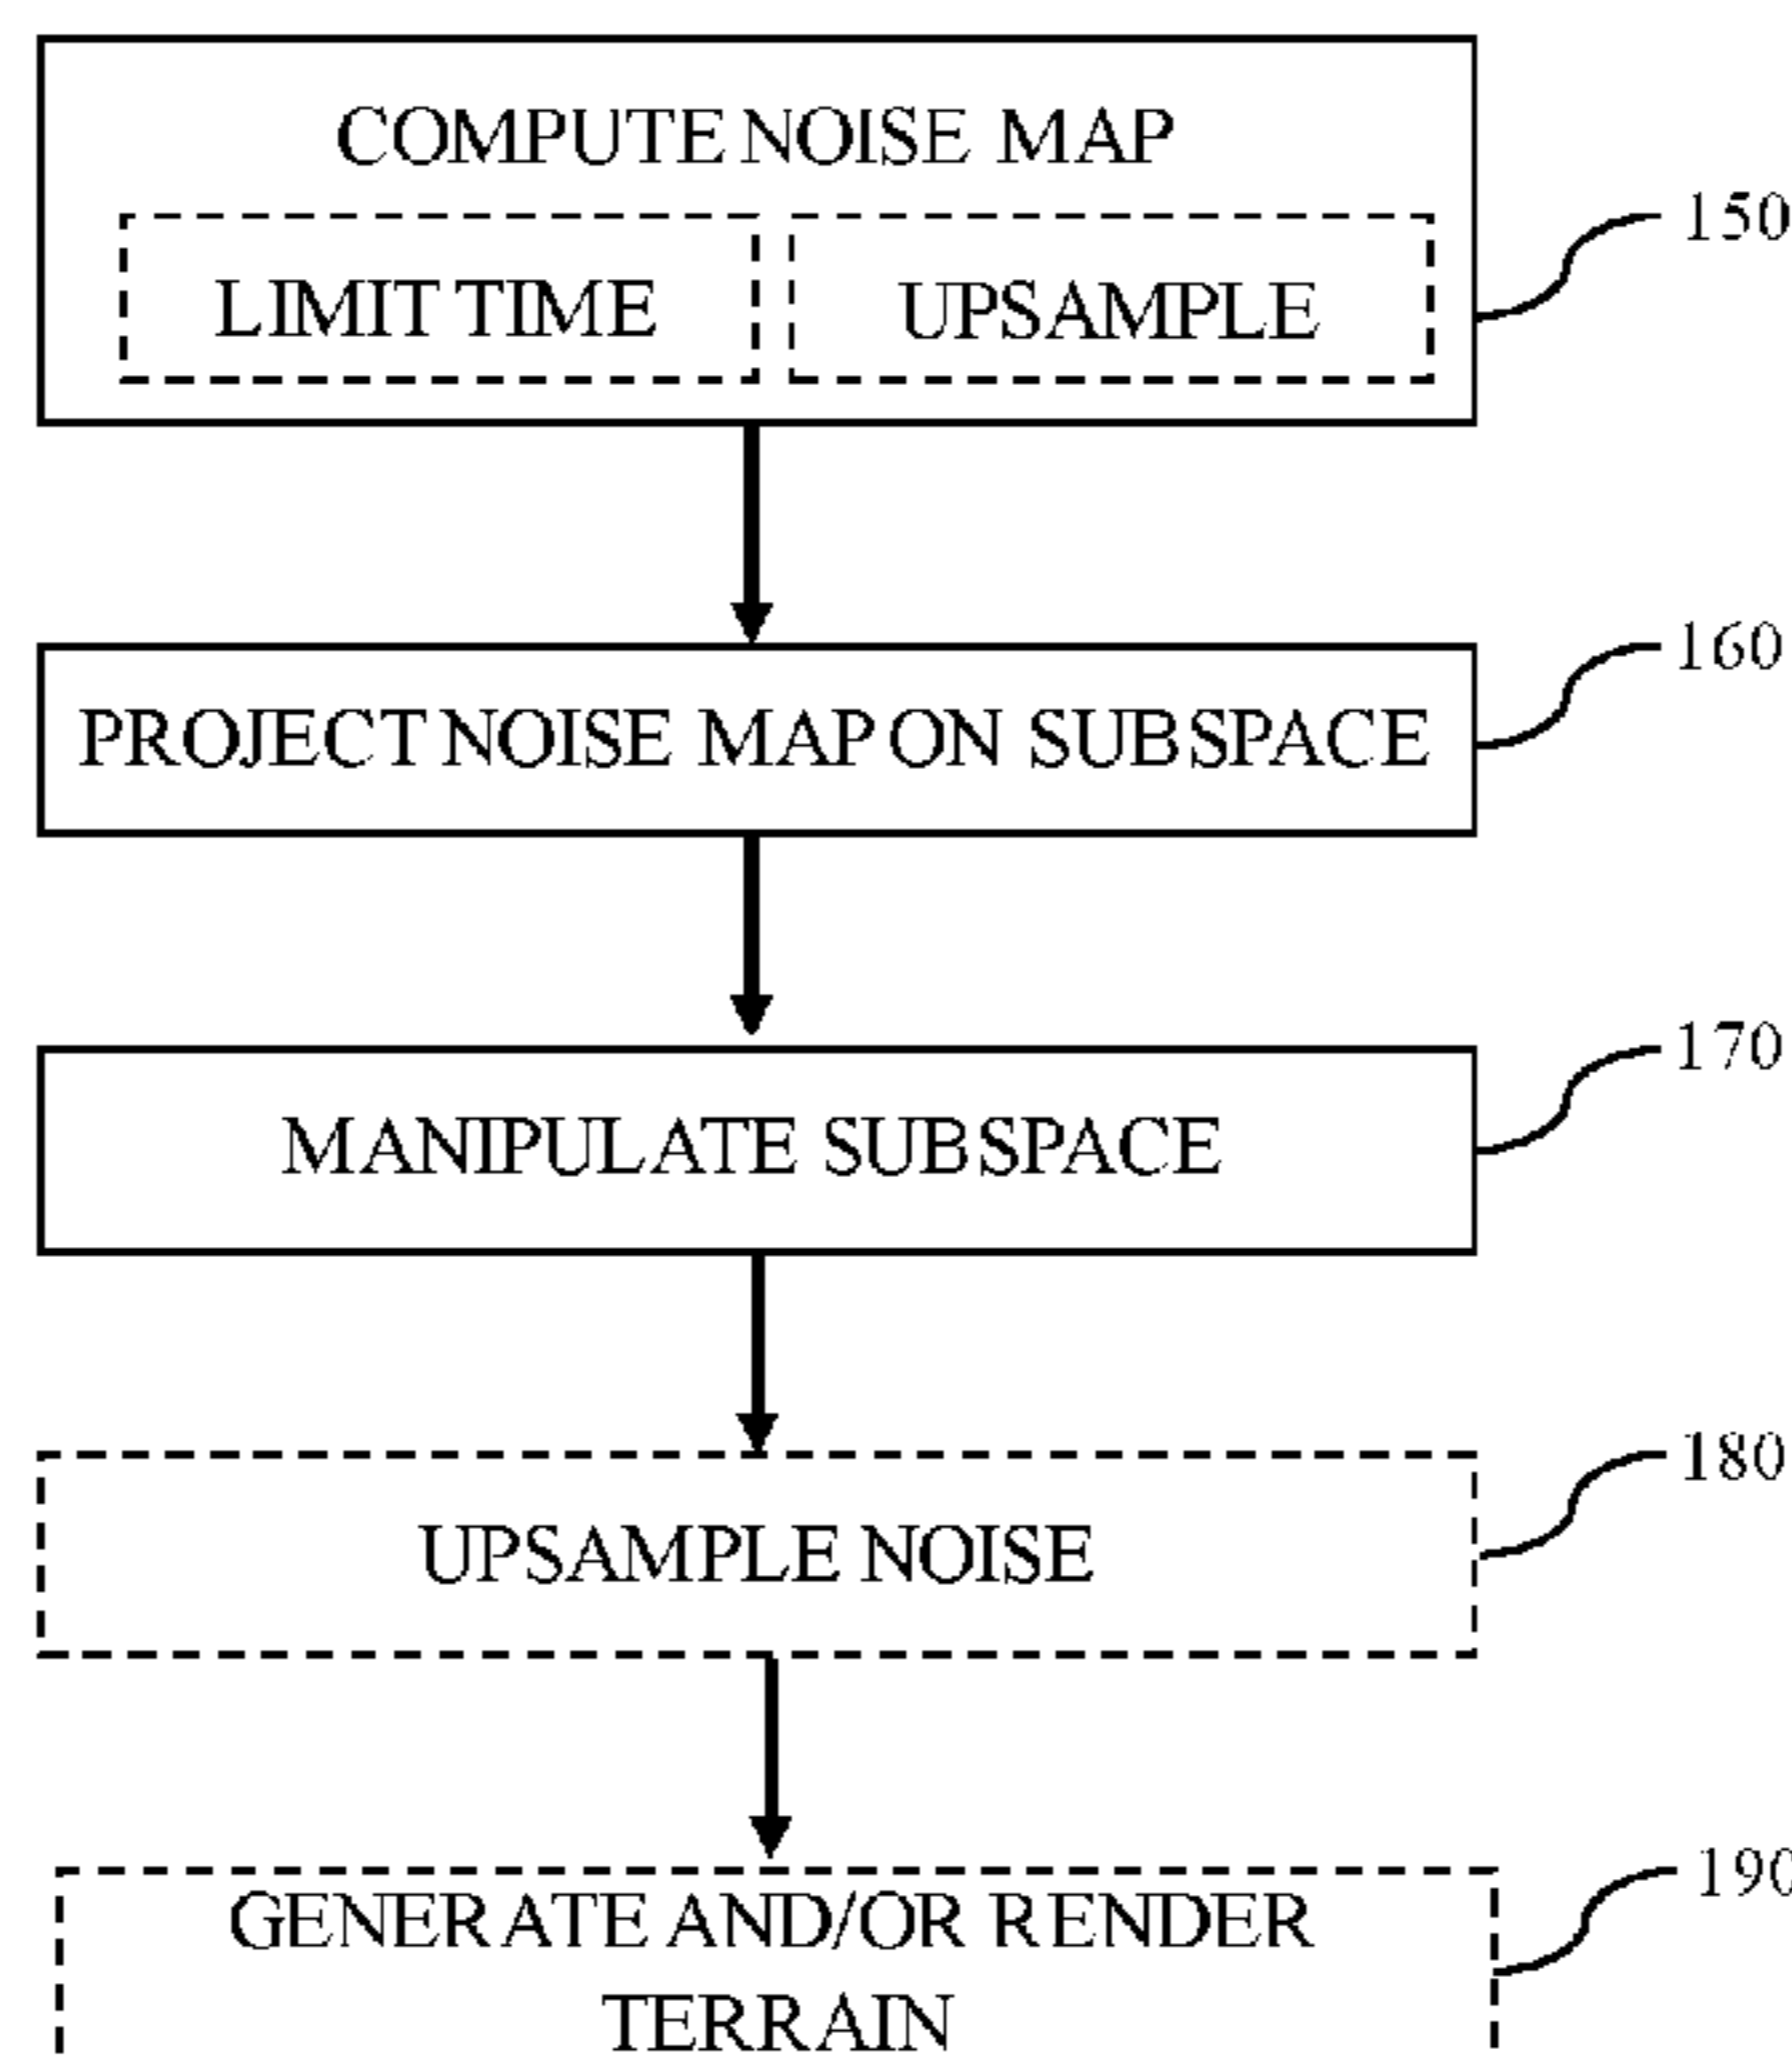 COMPUTE NOISE MAP
150
LIMIT TIME
UPSAMPLE
160
PROJECT NOISE MAP ON SUBSPACE
170
MANIPULATE SUBSPACE
180
UPSAMPLE NOISE
190
GENERATE AND/OR RENDER
TERRAIN